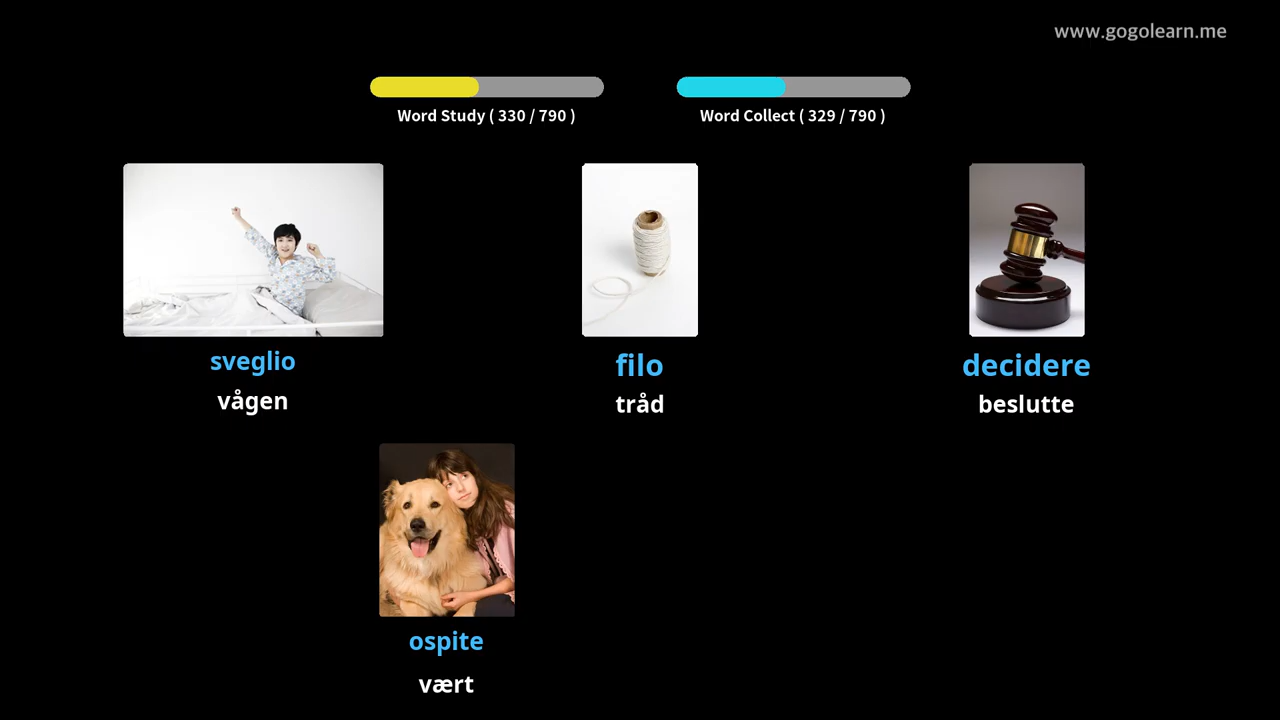 www.gogolearn.me
Word Study ( 330 / 790 )
Word Collect ( 329 / 790 )
sveglio
vågen
filo
tråd
decidere
beslutte
ospite
vært